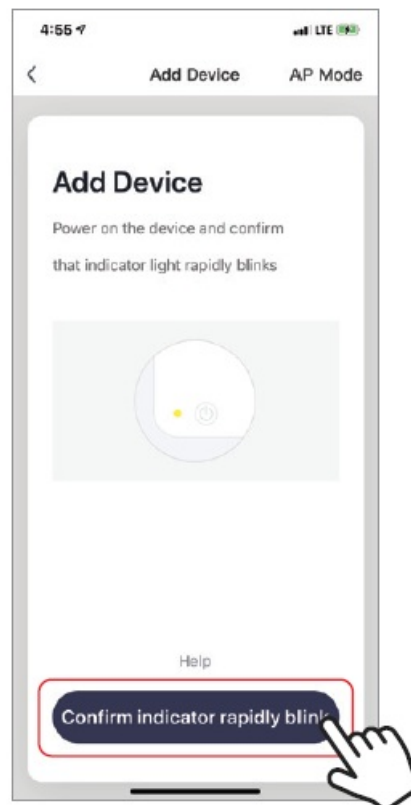 4:55 LTE
Add Device AP Mode
Add Device
Power on the device and confirm
that indicator light rapidly blinks
Help
Confirm indicator rapidly blink